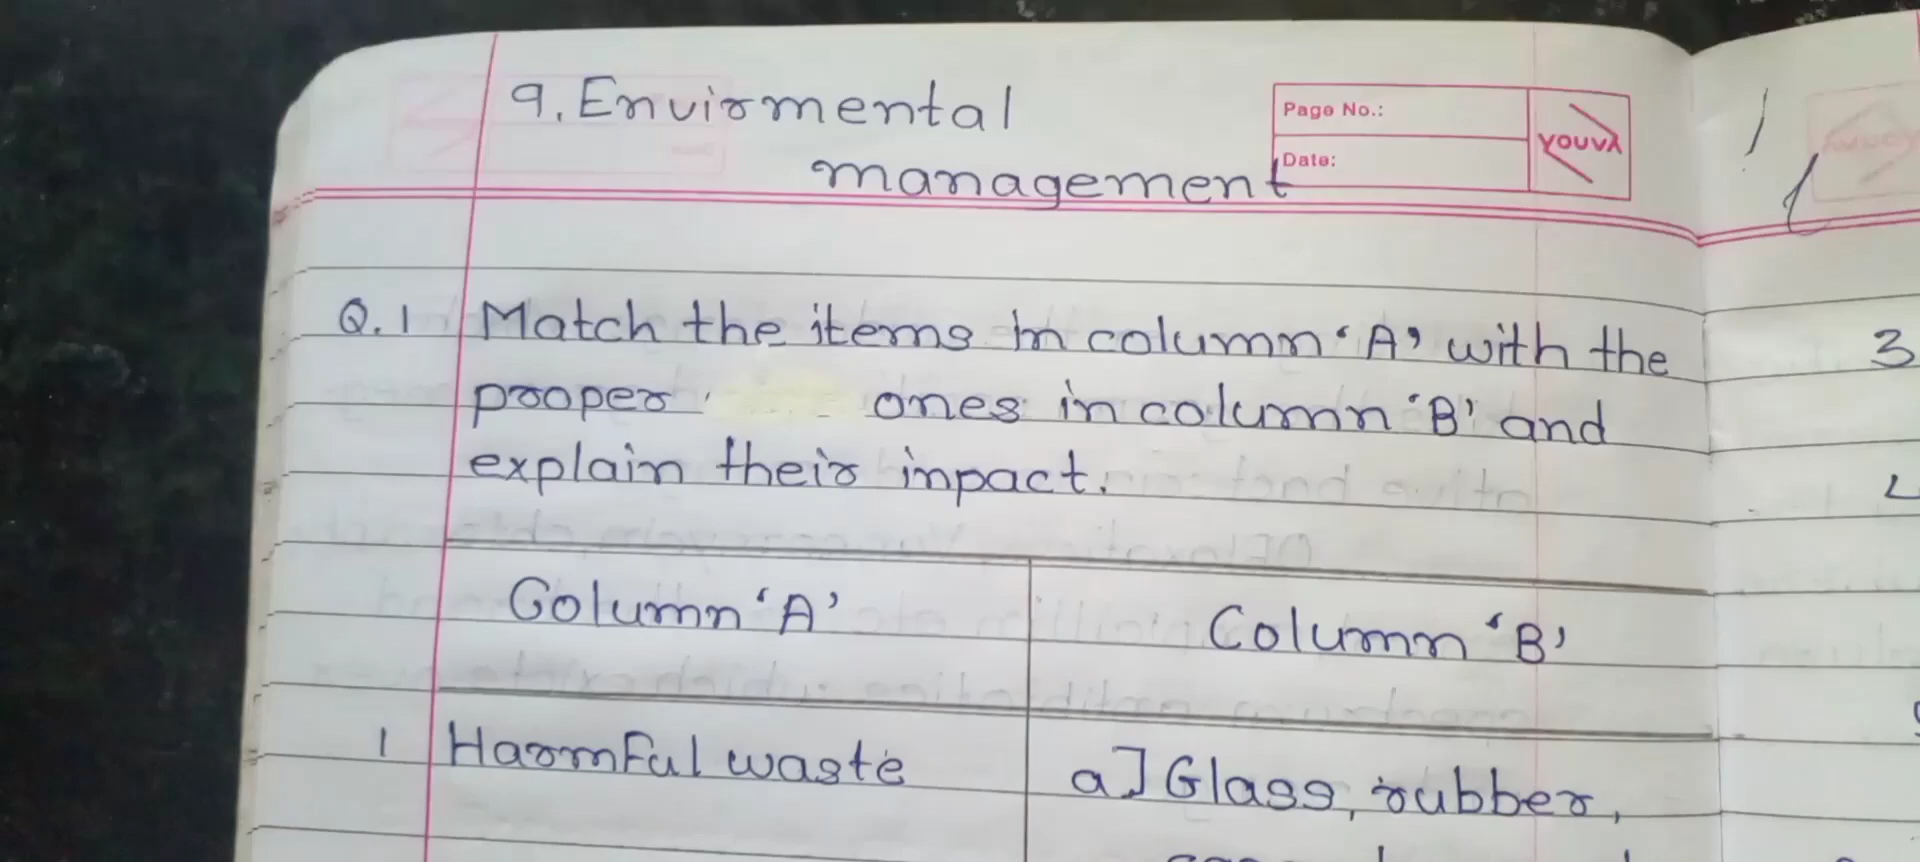 9. Envirmental
management
Page No.:
Date:
YOUVA
Q.1 Match the items in column 'A' with the
proper ones in column 'B' and
explain their inpact.
Column 'A' Column 'B'
1 Harmful waste a] Glass, rubber,
3